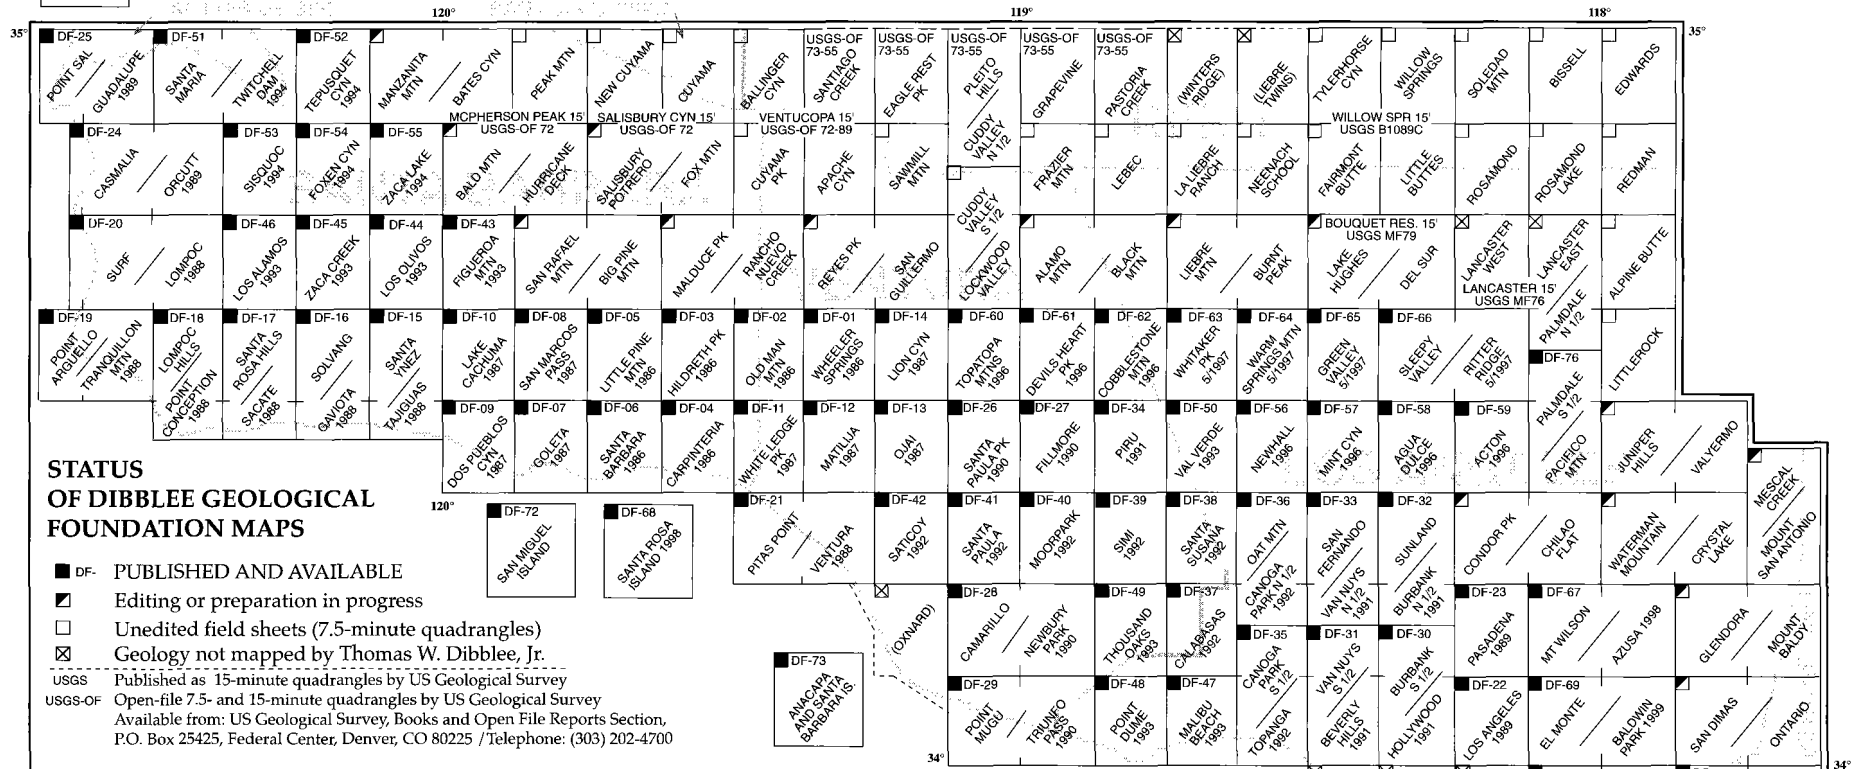 120°
119°
118°
35°
35°
DF-25
POINT SAL
GUADALUPE
1989
DF-51
SANTA
MARIA
TWITCHELL
DAM
1994
DF-52
TEPUSQUET
CYN
1994
MANZANITA
MTN
BATES CYN
PEAK MTN
NEW CUYAMA
CUYAMA
BALLINGER
CYN
USGS-OF
73-55
SANTIAGO
CREEK
USGS-OF
73-55
EAGLE REST
PK
USGS-OF
73-55
PLEITO
HILLS
CUDDY
VALLEY
N 1/2
USGS-OF
73-55
GRAPEVINE
USGS-OF
73-55
PASTORIA
CREEK
(WINTERS
RIDGE)
(LIEBRE
TWINS)
TYLERHORSE
CYN
WILLOW
SPRINGS
SOLEDAD
MTN
BISSELL
EDWARDS
MCPHERSON PEAK 15'
USGS-OF 72
SALISBURY CYN 15'
USGS-OF 72
VENTUCOPA 15'
USGS-OF 72-89
WILLOW SPR 15'
USGS B1089C
DF-24
CASMALIA
ORCUTT
1989
DF-53
SISQUOC
1994
DF-54
FOXEN CYN
1994
DF-55
ZACA LAKE
1994
BALD MTN
HURRICANE
DECK
SALISBURY
POTRERO
FOX MTN
CUYAMA
PK
APACHE
CYN
SAWMILL
MTN
CUDDY
VALLEY
S 1/2
LOCKWOOD
VALLEY
FRAZIER
MTN
LEBEC
LA LIEBRE
RANCH
NEENACH
SCHOOL
FAIRMONT
BUTTE
LITTLE
BUTTES
ROSAMOND
ROSAMOND
LAKE
REDMAN
DF-20
SURF
LOMPOC
1988
DF-46
LOS ALAMOS
1993
DF-45
ZACA CREEK
1993
DF-44
LOS OLIVOS
1993
DF-43
FIGUEROA
MTN
1993
SAN RAFAEL
MTN
BIG PINE
MTN
MALDUCE PK
RANCHO
NUEVO
CREEK
REYES PK
SAN
GUILLERMO
ALAMO
MTN
BLACK
MTN
LIEBRE
MTN
BURNT
PEAK
BOUQUET RES. 15'
USGS MF79
LAKE
HUGHES
DEL SUR
LANCASTER
WEST
LANCASTER 15'
USGS MF76
LANCASTER
EAST
PALMDALE
N 1/2
ALPINE BUTTE
DF-19
POINT
ARGUELLO
TRANQUILLON
MTN
1988
DF-18
LOMPOC
HILLS
POINT
CONCEPTION
1988
DF-17
SANTA
ROSA HILLS
SACATE
1988
DF-16
SOLVANG
GAVIOTA
1988
DF-15
SANTA
YNEZ
TAJIGUAS
1988
DF-10
LAKE
CACHUMA
1987
DF-08
SAN MARCOS
PASS
1987
DF-05
LITTLE PINE
MTN
1986
DF-03
HILDRETH PK
1986
DF-02
OLD MAN
MTN
1986
DF-01
WHEELER
SPRINGS
1986
DF-14
LION CYN
1987
DF-60
TOPATOPA
MTNS
1996
DF-61
DEVILS HEART
PK
1996
DF-62
COBBLESTONE
MTN
1996
DF-63
WHITAKER
PK
5/1997
DF-64
WARM
SPRINGS MTN
5/1997
DF-65
GREEN
VALLEY
5/1997
DF-66
SLEEPY
VALLEY
RITTER
RIDGE
5/1997
DF-76
PALMDALE
S 1/2
PACIFICO
MTN
LITTLEROCK
DF-09
DOS PUEBLOS
CYN
1987
DF-07
GOLETA
1987
DF-06
SANTA
BARBARA
1986
DF-04
CARPINTERIA
1986
DF-11
WHITE LEDGE
PK
1987
DF-12
MATILIJA
1987
DF-13
OJAI
1987
DF-26
SANTA
PAULA PK
1990
DF-27
FILLMORE
1990
DF-34
PIRU
1991
DF-50
VAL VERDE
1993
DF-56
NEWHALL
1996
DF-57
MINT CYN
1996
DF-58
AGUA
DULCE
1996
DF-59
ACTON
1996
JUNIPER
HILLS
VALYERMO
MESCAL
CREEK
MOUNT
SAN ANTONIO
120°
DF-72
SAN MIGUEL
ISLAND
DF-68
SANTA ROSA
ISLAND 1998
DF-21
PITAS POINT
VENTURA
1988
DF-42
SATICOY
1992
DF-41
SANTA
PAULA
1992
DF-40
MOORPARK
1992
DF-39
SIMI
1992
DF-38
SANTA
SUSANA
1992
DF-36
OAT MTN
CANOGA
PARK N 1/2
1992
DF-33
SAN
FERNANDO
VAN NUYS
N 1/2
1991
DF-32
SUNLAND
BURBANK
N 1/2
1991
CONDOR PK
CHILAO
FLAT
WATERMAN
MOUNTAIN
CRYSTAL
LAKE
(OXNARD)
DF-28
CAMARILLO
NEWBURY
PARK
1990
DF-49
THOUSAND
OAKS
1993
DF-37
CALABASAS
1992
DF-35
CANOGA
PARK
S 1/2
TOPANGA
1992
DF-31
VAN NUYS
S 1/2
BEVERLY
HILLS
1991
DF-30
BURBANK
S 1/2
HOLLYWOOD
1991
DF-23
PASADENA
1989
DF-67
MT WILSON
AZUSA 1998
GLENDORA
MOUNT
BALDY
DF-73
ANACAPA
AND SANTA
BARBARA IS.
DF-29
POINT
MUGU
TRIUNFO
PASS
1990
DF-48
POINT
DUME
1993
DF-47
MALIBU
BEACH
1993
DF-22
LOS ANGELES
1989
DF-69
EL MONTE
BALDWIN
PARK 1999
SAN DIMAS
ONTARIO
34°
34°
STATUS
OF DIBBLEE GEOLOGICAL
FOUNDATION MAPS
DF- PUBLISHED AND AVAILABLE
Editing or preparation in progress
Unedited field sheets (7.5-minute quadrangles)
Geology not mapped by Thomas W. Dibblee, Jr.
USGS Published as 15-minute quadrangles by US Geological Survey
USGS-OF Open-file 7.5- and 15-minute quadrangles by US Geological Survey
Available from: US Geological Survey, Books and Open File Reports Section,
P.O. Box 25425, Federal Center, Denver, CO 80225 / Telephone: (303) 202-4700